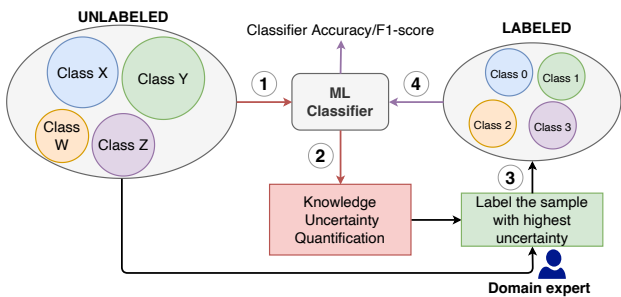 UNLABELED
Classifier Accuracy/F1-score
LABELED
Class X
Class Y
Class
W
Class Z
1
ML
Classifier
4
Class 0
Class 1
Class 2
Class 3
2
3
Knowledge
Uncertainty
Quantification
Label the sample
with highest
uncertainty
Domain expert